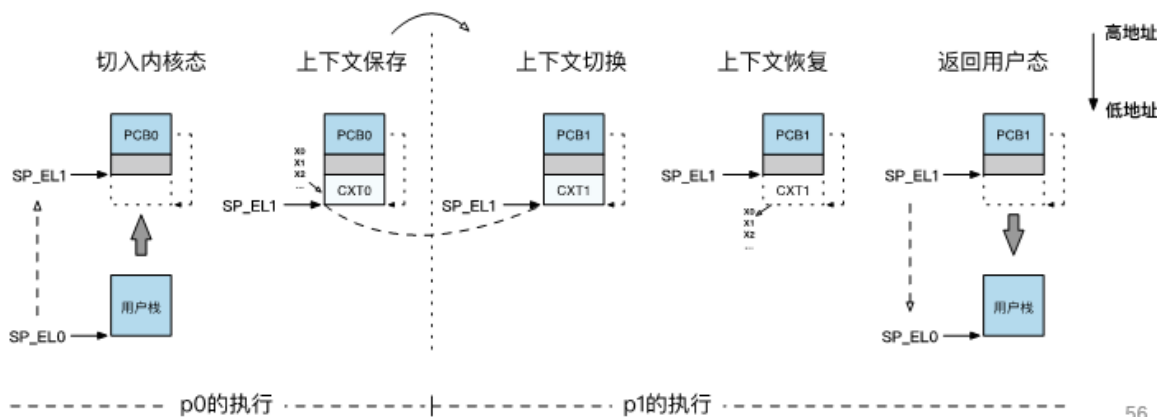 切入内核态
上下文保存
上下文切换
上下文恢复
返回用户态
高地址
低地址
PCB0
SP_EL1
用户栈
SP_EL0
PCB0
X0
X1
X2
...
CXT0
SP_EL1
PCB1
CXT1
SP_EL1
PCB1
SP_EL1
CXT1
X0
X1
X2
...
PCB1
SP_EL1
用户栈
SP_EL0
p0的执行
p1的执行
56